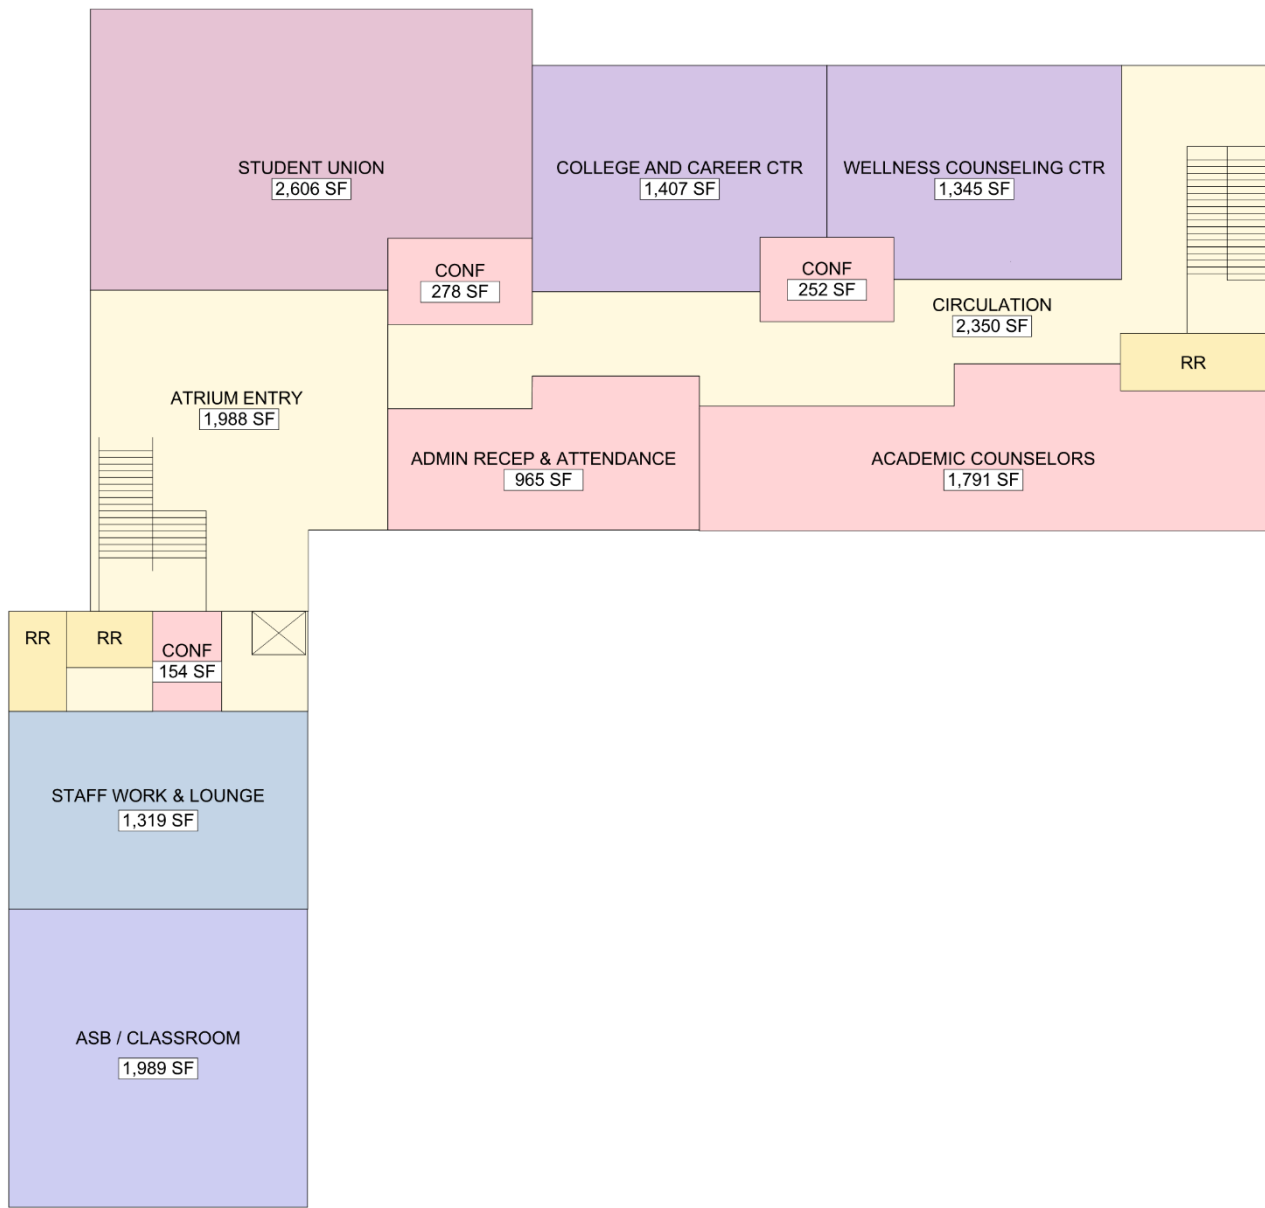 STUDENT UNION
2,606 SF
COLLEGE AND CAREER CTR
1,407 SF
WELLNESS COUNSELING CTR
1,345 SF
CONF
278 SF
CONF
252 SF
CIRCULATION
2,350 SF
RR
ATRIUM ENTRY
1,988 SF
ADMIN RECEP & ATTENDANCE
965 SF
ACADEMIC COUNSELORS
1,791 SF
RR
RR
CONF
154 SF
STAFF WORK & LOUNGE
1,319 SF
ASB / CLASSROOM
1,989 SF